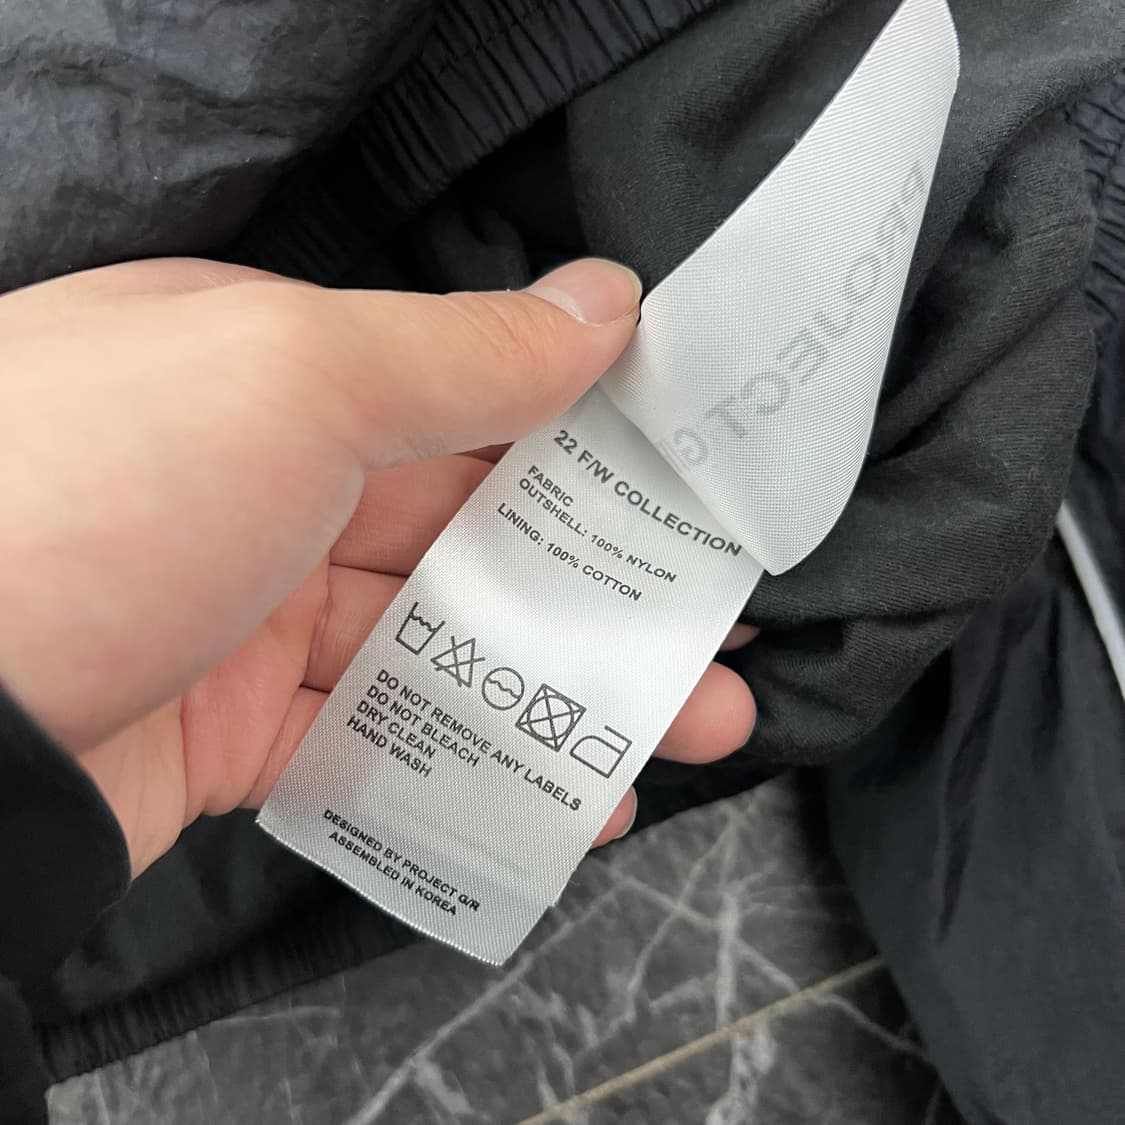 22 F/W COLLECTION
FABRIC
OUTSHELL: 100% NYLON
LINING: 100% COTTON
DO NOT REMOVE ANY LABELS
DO NOT BLEACH
DRY CLEAN
HAND WASH
DESIGNED BY PROJECT G/R
ASSEMBLED IN KOREA